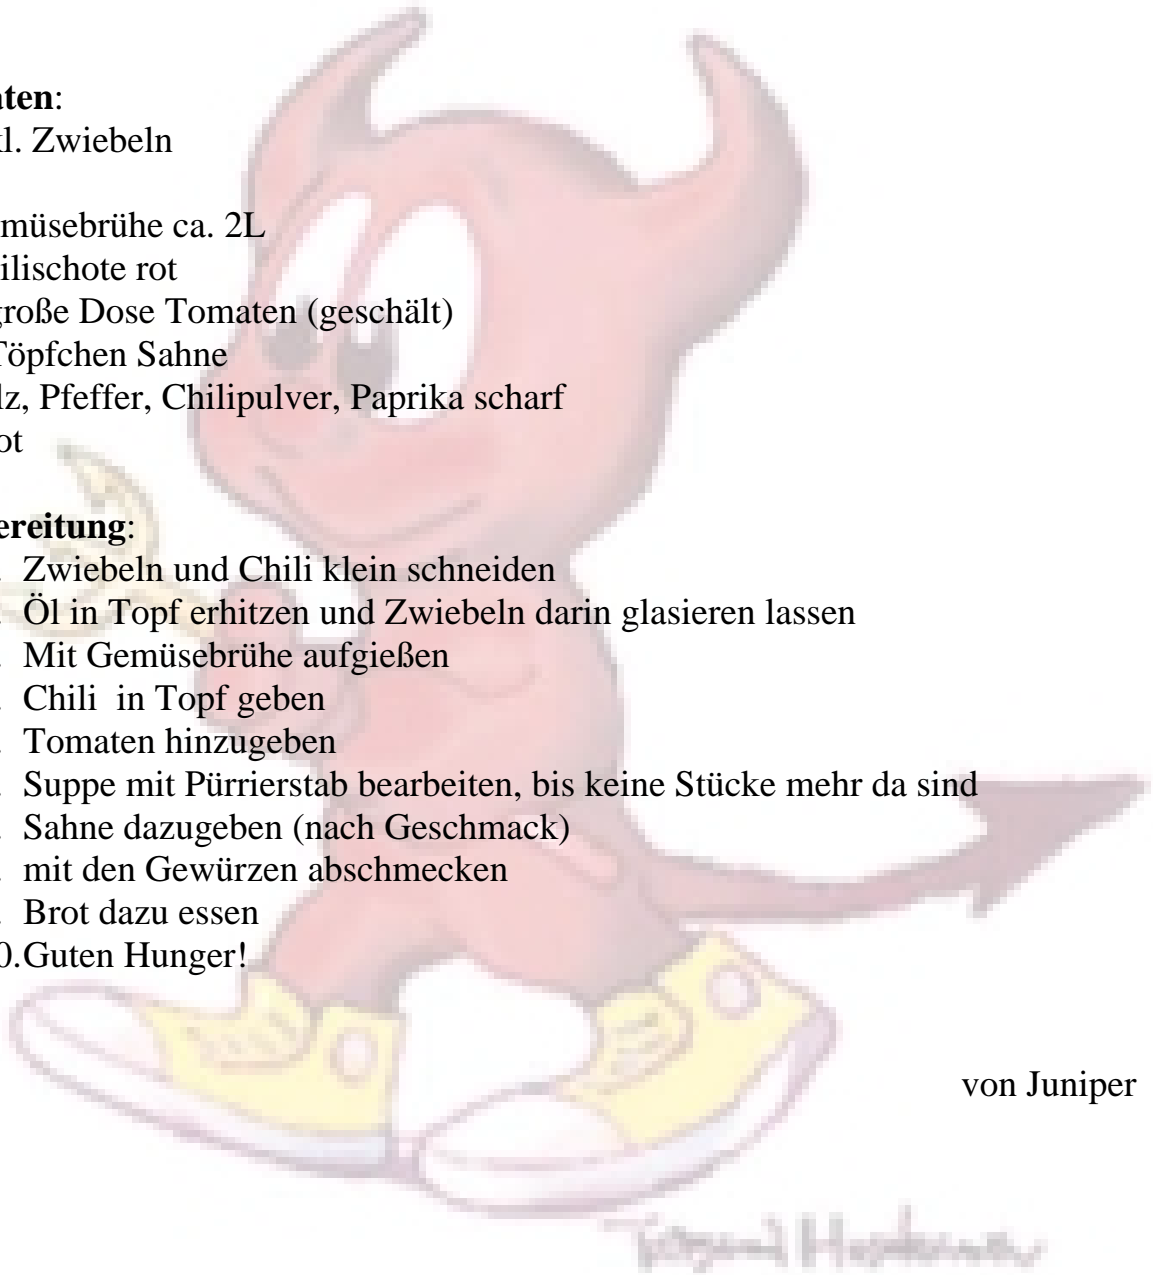 aten:
kl. Zwiebeln
müsebrühe ca. 2L
ilischote rot
große Dose Tomaten (geschält)
Töpfchen Sahne
lz, Pfeffer, Chilipulver, Paprika scharf
ot
ereitung:
. Zwiebeln und Chili klein schneiden
. Öl in Topf erhitzen und Zwiebeln darin glasieren lassen
. Mit Gemüsebrühe aufgießen
. Chili  in Topf geben
. Tomaten hinzugeben
. Suppe mit Pürrierstab bearbeiten, bis keine Stücke mehr da sind
. Sahne dazugeben (nach Geschmack)
. mit den Gewürzen abschmecken
. Brot dazu essen
0.Guten Hunger!
von Juniper